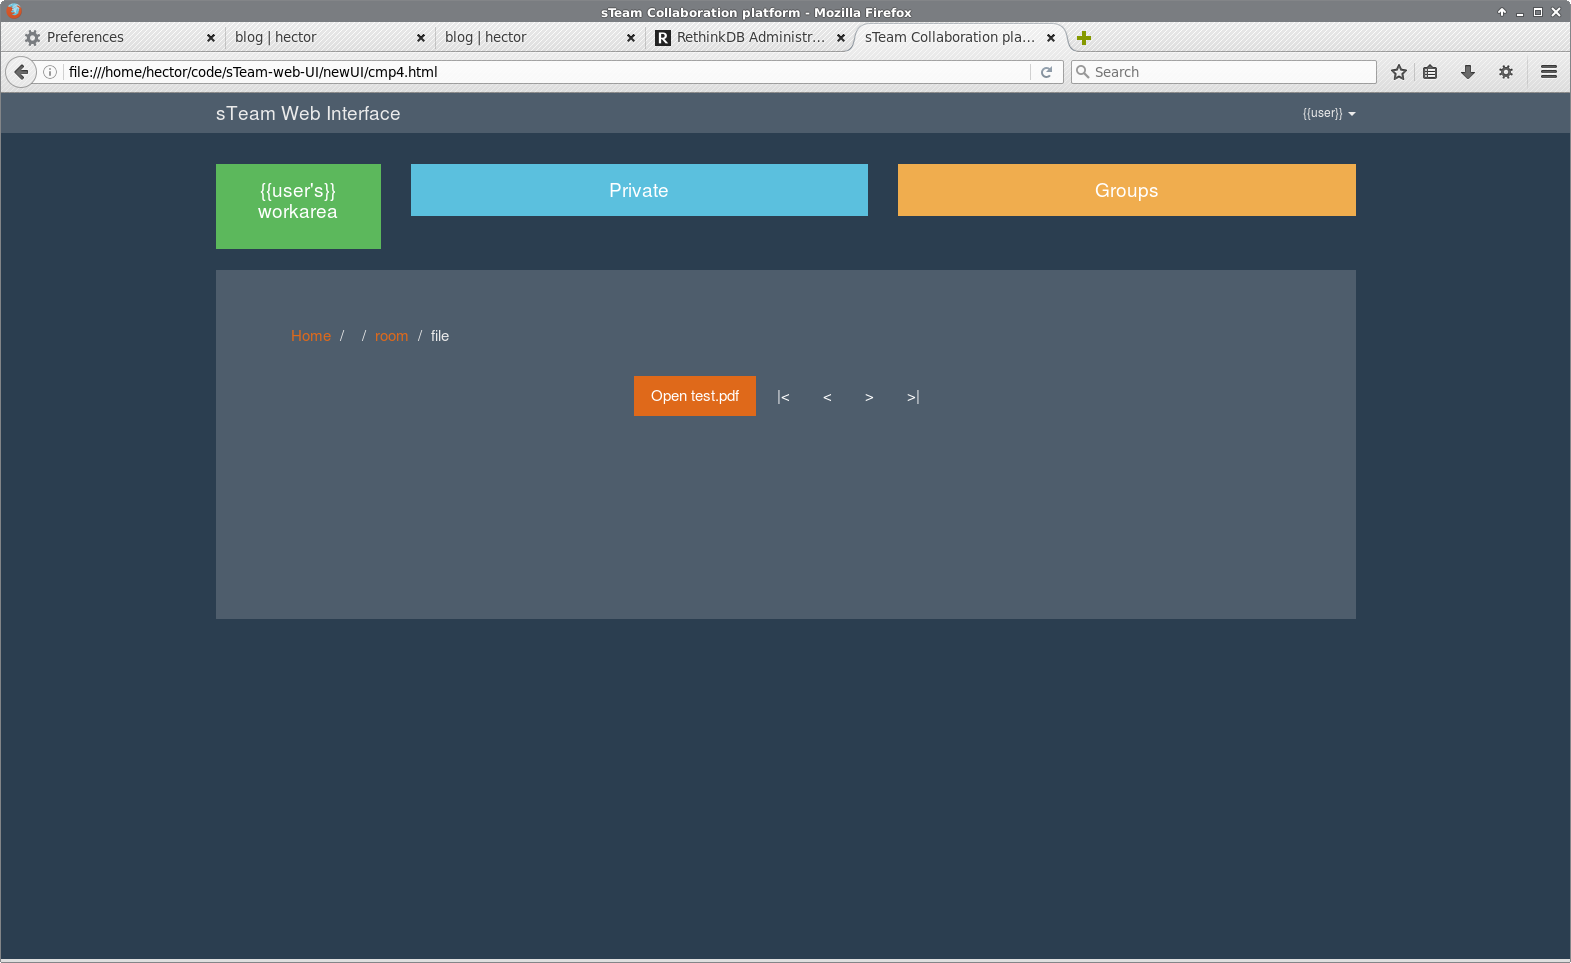 sTeam Collaboration platform - Mozilla Firefox
Preferences
blog | hector
blog | hector
R RethinkDB Administr...
sTeam Collaboration pla...
file:///home/hector/code/sTeam-web-UI/newUI/cmp4.html
Search
sTeam Web Interface
{{user}}
{{user's}}
workarea
Private
Groups
Home / / room / file
Open test.pdf |< < > >|